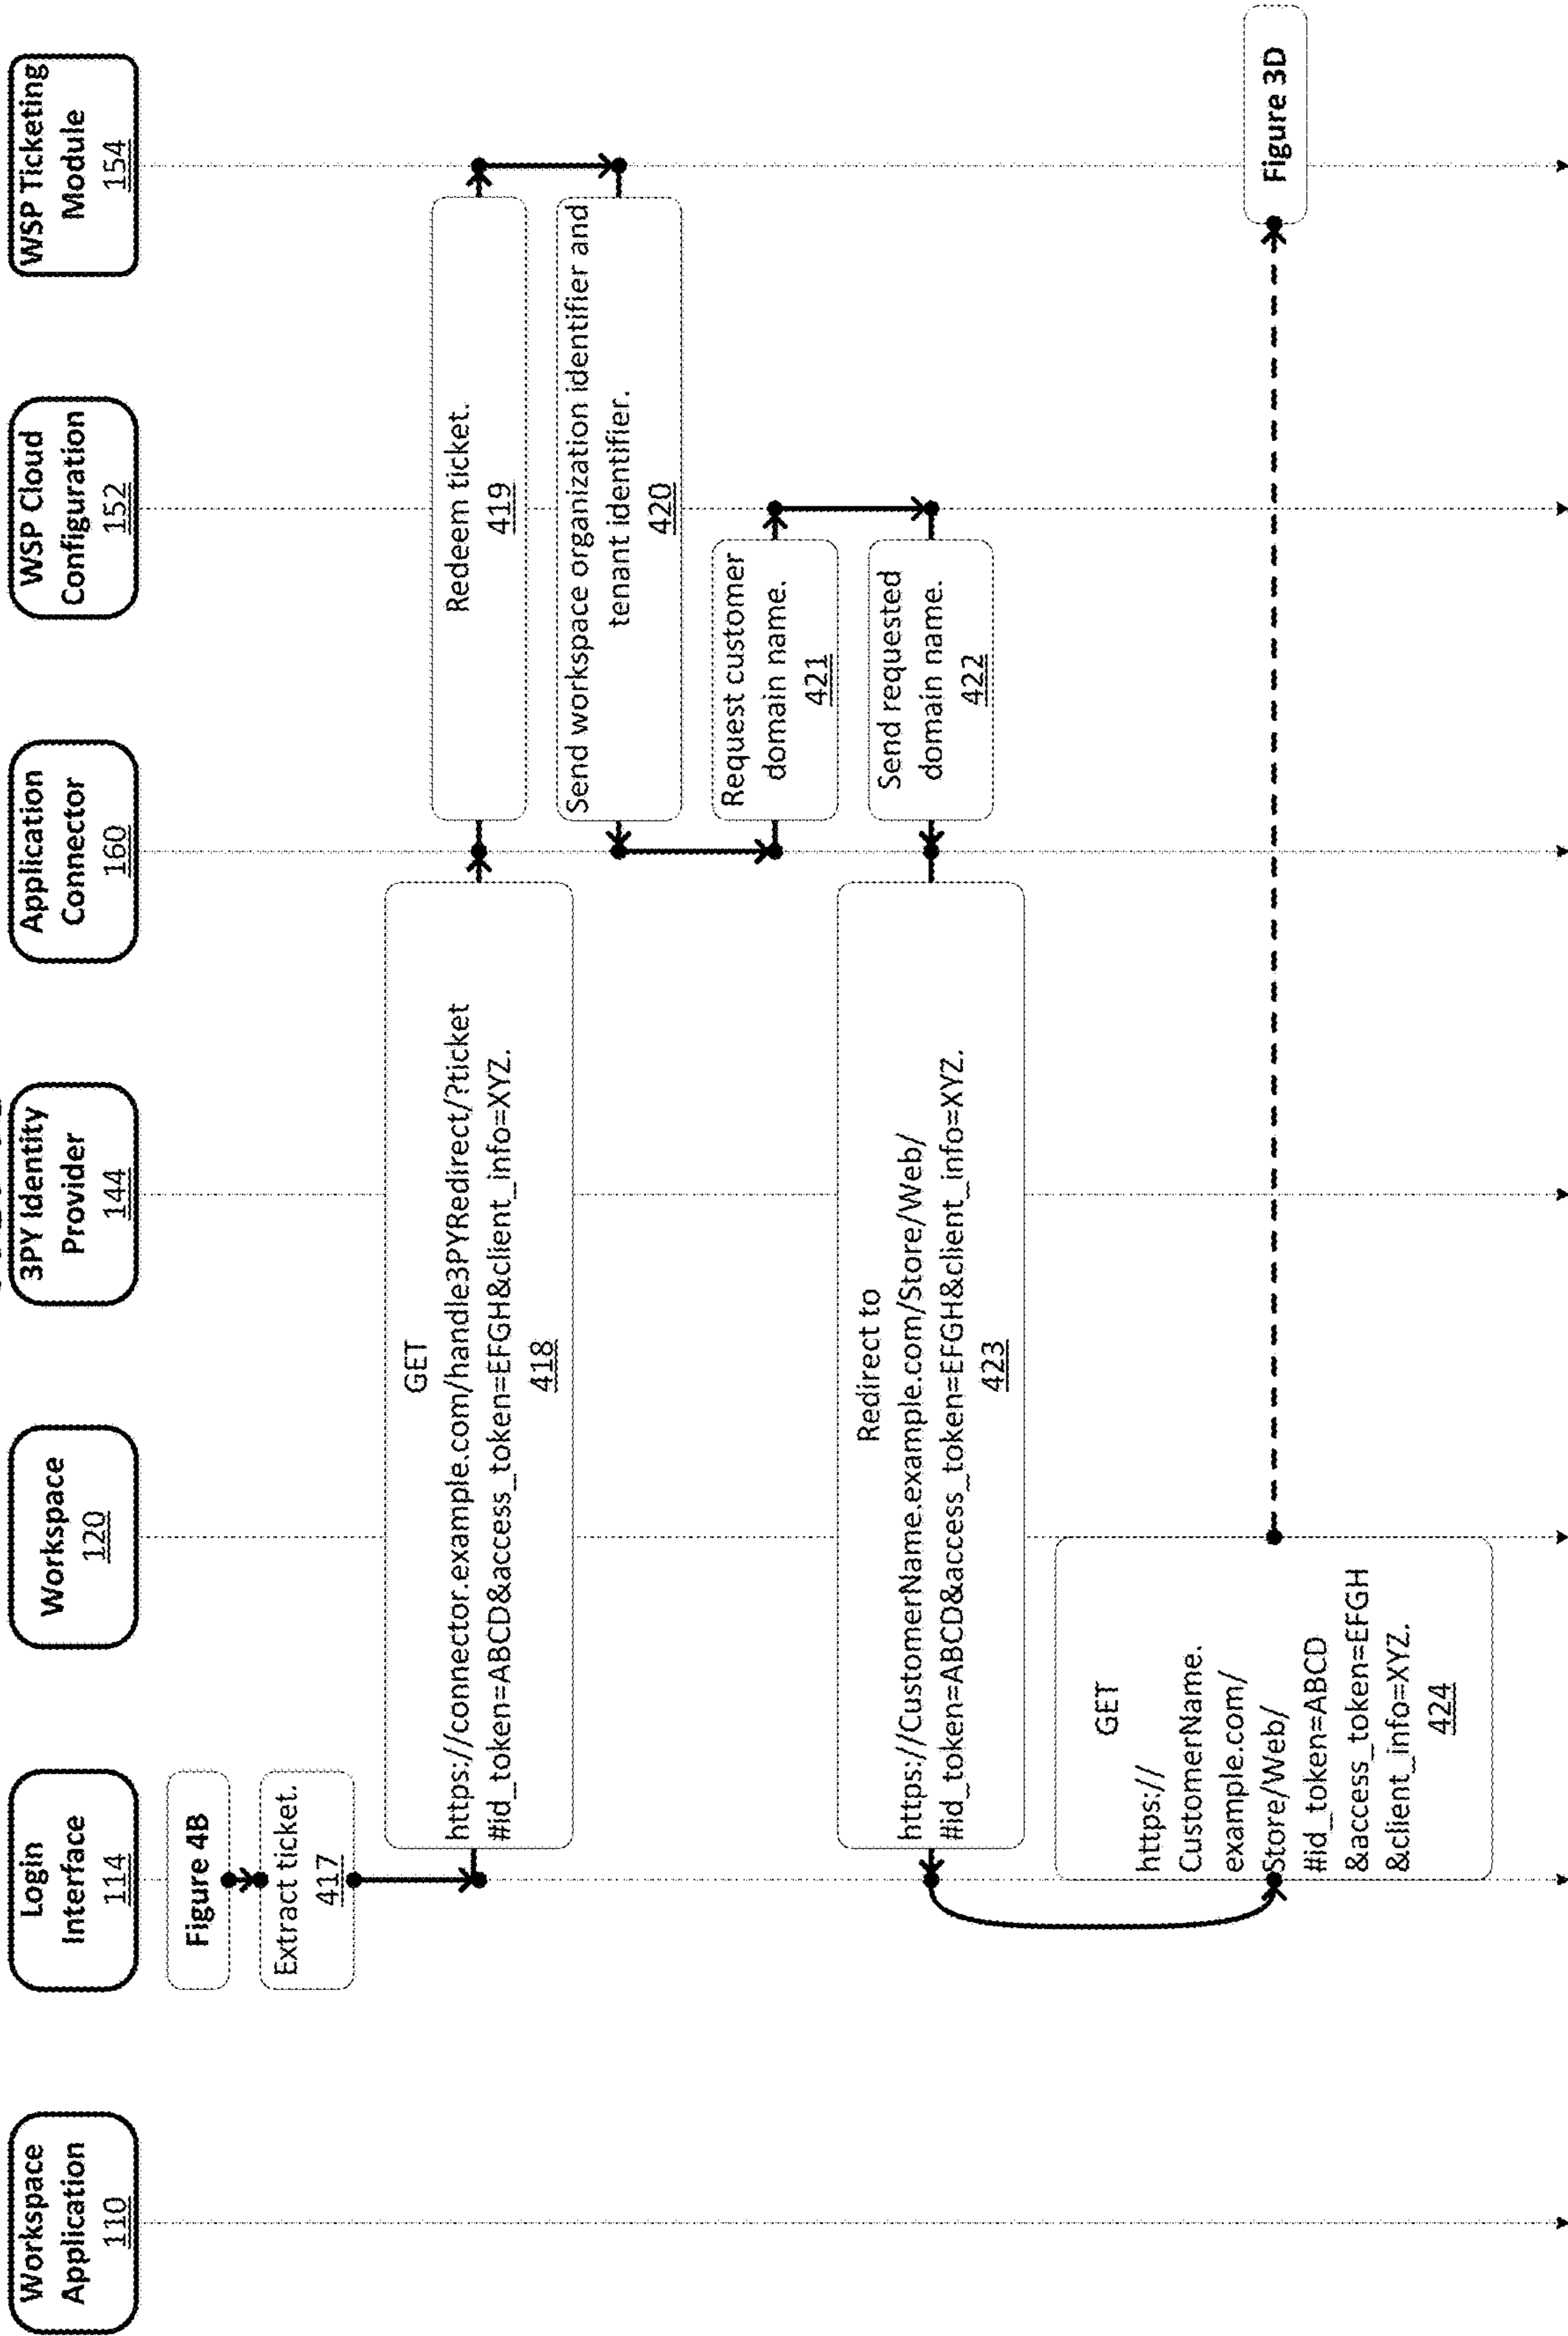 Workspace
Application
110
Login
Interface
114
Workspace
120
3PY Identity
Provider
144
Application
Connector
160
WSP Cloud
Configuration
152
WSP Ticketing
Module
154
Figure 4B
Extract ticket.
417
GET
https://connector.example.com/handle3PYRedirect/?ticket
#id_token=ABCD&access_token=EFGH&client_info=XYZ.
418
Redeem ticket.
419
Send workspace organization identifier and
tenant identifier.
420
Request customer
domain name.
421
Send requested
domain name.
422
Redirect to
https://CustomerName.example.com/Store/Web/
#id_token=ABCD&access_token=EFGH&client_info=XYZ.
423
GET
https://
CustomerName.
example.com/
Store/Web/
#id_token=ABCD
&access_token=EFGH
&client_info=XYZ.
424
Figure 3D